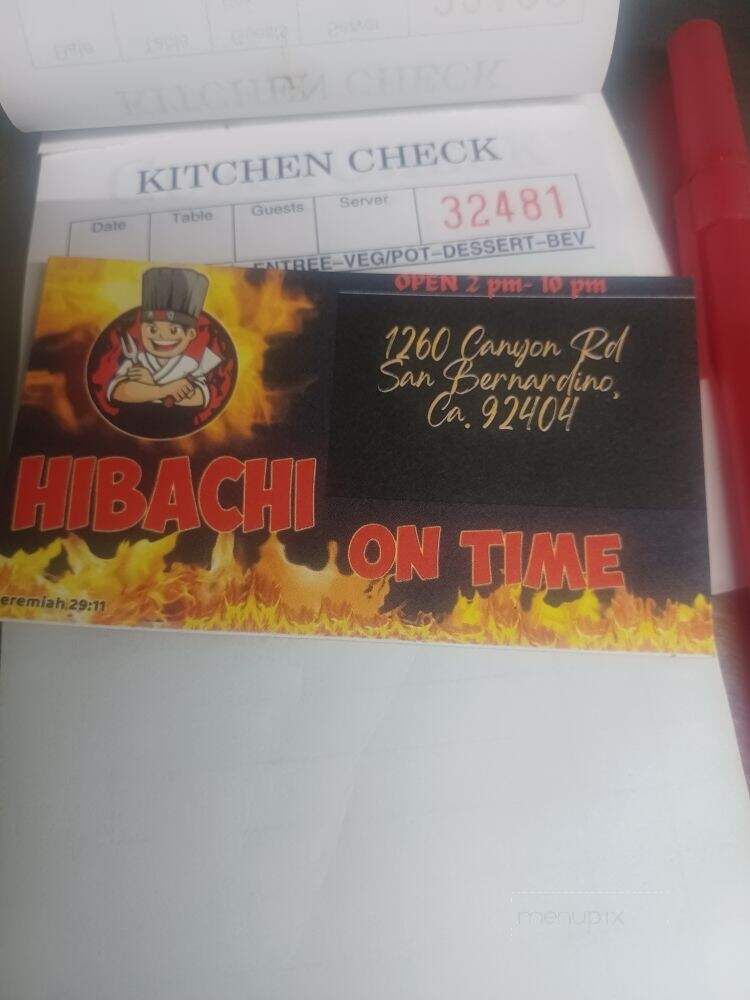 KITCHEN CHECK
Date Table Guests Server
32481
ENTREE-VEG/POT-DESSERT-BEV
OPEN 2 pm- 10 pm
1260 Canyon Rd
San Bernardino,
Ca. 92404
HIBACHI
ON TIME
eremiah 29:11
menupix